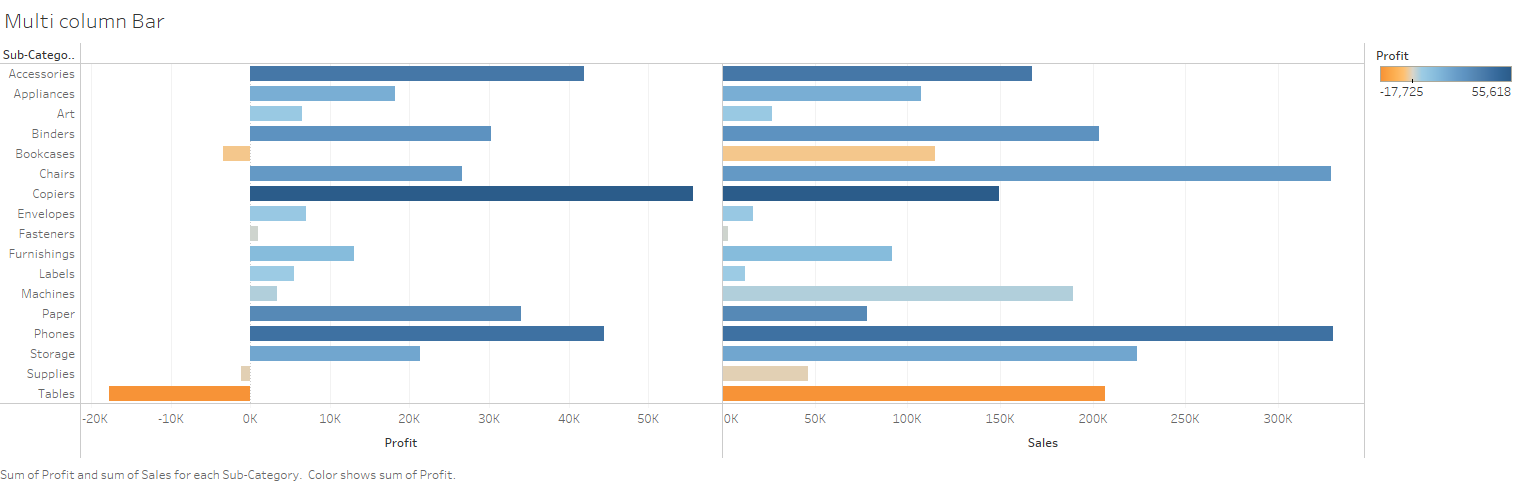 Multi column Bar
Sub-Catego..
Accessories
Appliances
Art
Binders
Bookcases
Chairs
Copiers
Envelopes
Fasteners
Furnishings
Labels
Machines
Paper
Phones
Storage
Supplies
Tables
-20K -10K 0K 10K 20K 30K 40K 50K
Profit
0K 50K 100K 150K 200K 250K 300K
Sales
Profit
-17,725 55,618
Sum of Profit and sum of Sales for each Sub-Category. Color shows sum of Profit.